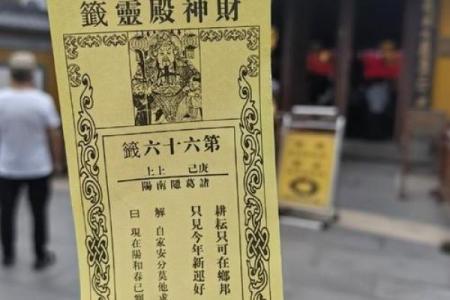 財神殿靈籤
第六十六籤
庚己 上上
諸葛隱南陽
耕耘只可在鄉邦
只見今年新運好
解 自家安分莫他求
曰 現在陽和春已